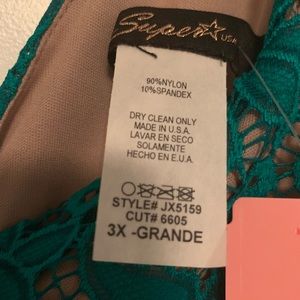 Super USA
90%NYLON
10%SPANDEX
DRY CLEAN ONLY
MADE IN U.S.A.
LAVAR EN SECO
SOLAMENTE
HECHO EN E.U.A.
STYLE# JX5159
CUT# 6605
3X -GRANDE